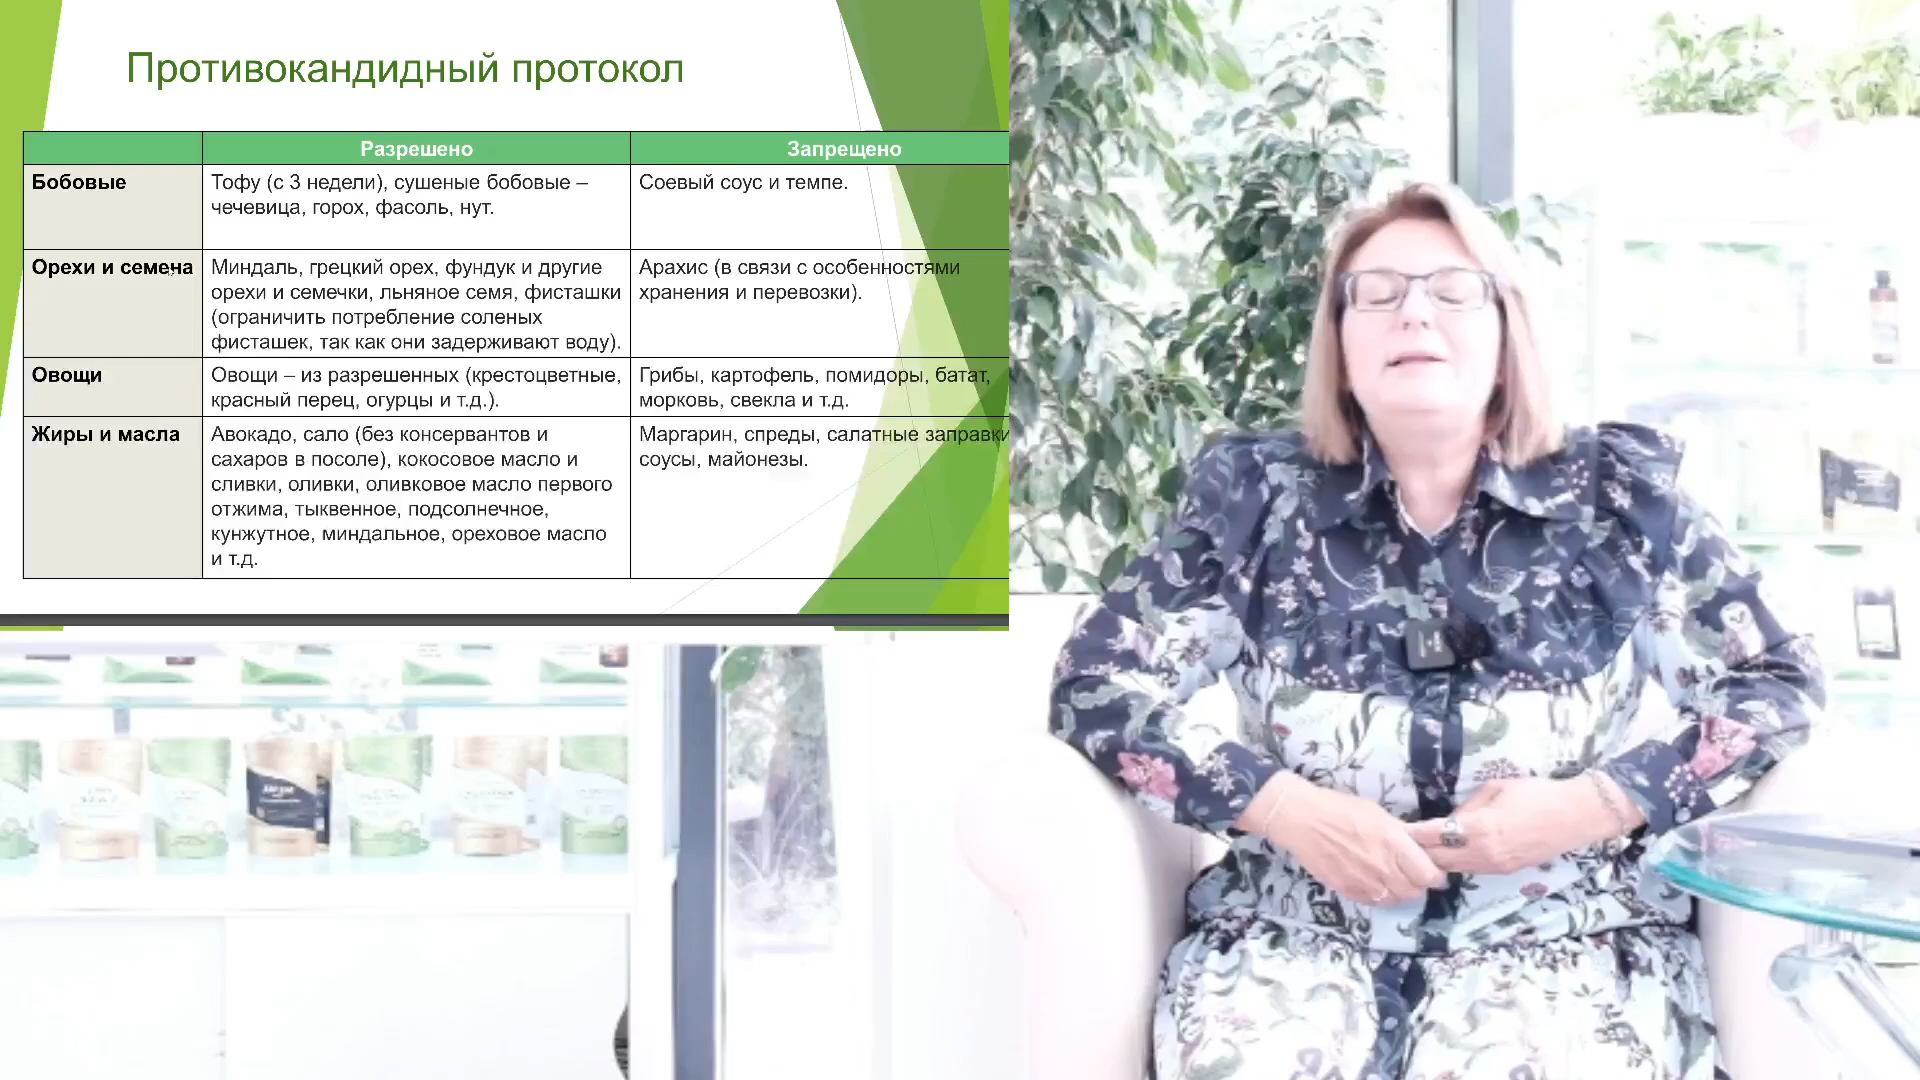 Противокандидный протокол
Разрешено
Запрещено
Бобовые
Тофу (с 3 недели), сушеные бобовые –
чечевица, горох, фасоль, нут.
Соевый соус и темпе.
Орехи и семена
Миндаль, грецкий орех, фундук и другие
орехи и семечки, льняное семя, фисташки
(ограничить потребление соленых
фисташек, так как они задерживают воду).
Арахис (в связи с особенностями
хранения и перевозки).
Овощи
Овощи – из разрешенных (крестоцветные,
красный перец, огурцы и т.д.).
Грибы, картофель, помидоры, батат,
морковь, свекла и т.д.
Жиры и масла
Авокадо, сало (без консервантов и
сахаров в посоле), кокосовое масло и
сливки, оливки, оливковое масло первого
отжима, тыквенное, подсолнечное,
кунжутное, миндальное, ореховое масло
и т.д.
Маргарин, спреды, салатные заправки
соусы, майонезы.